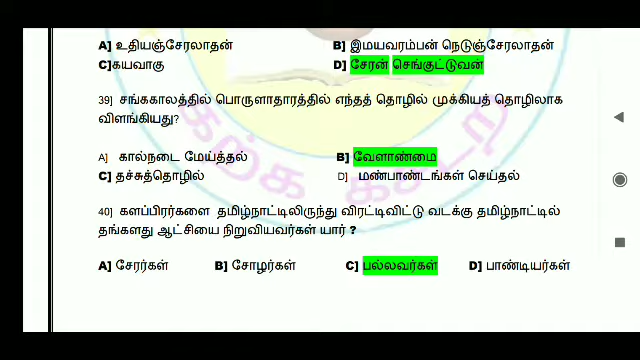 A] உதியஞ்சேரலாதன் B] இமயவரம்பன் நெடுஞ்சேரலாதன்
C]கயவாகு D] சேரன் செங்குட்டுவன்
39] சங்ககாலத்தில் பொருளாதாரத்தில் எந்தத் தொழில் முக்கியத் தொழிலாக
விளங்கியது?
A] கால்நடை மேய்த்தல் B] வேளாண்மை
C] தச்சுத்தொழில் D] மண்பாண்டங்கள் செய்தல்
40] களப்பிரர்களை தமிழ்நாட்டிலிருந்து விரட்டிவிட்டு வடக்கு தமிழ்நாட்டில்
தங்களது ஆட்சியை நிறுவியவர்கள் யார் ?
A] சேரர்கள் B] சோழர்கள் C] பல்லவர்கள் D] பாண்டியர்கள்